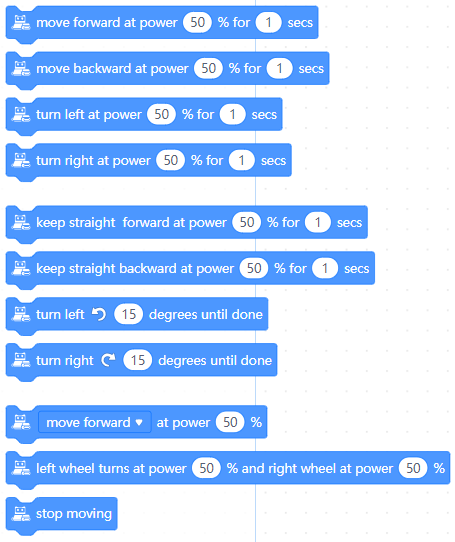 move forward at power 50 % for 1 secs
move backward at power 50 % for 1 secs
turn left at power 50 % for 1 secs
turn right at power 50 % for 1 secs
keep straight forward at power 50 % for 1 secs
keep straight backward at power 50 % for 1 secs
turn left 15 degrees until done
turn right 15 degrees until done
move forward at power 50 %
left wheel turns at power 50 % and right wheel at power 50 %
stop moving